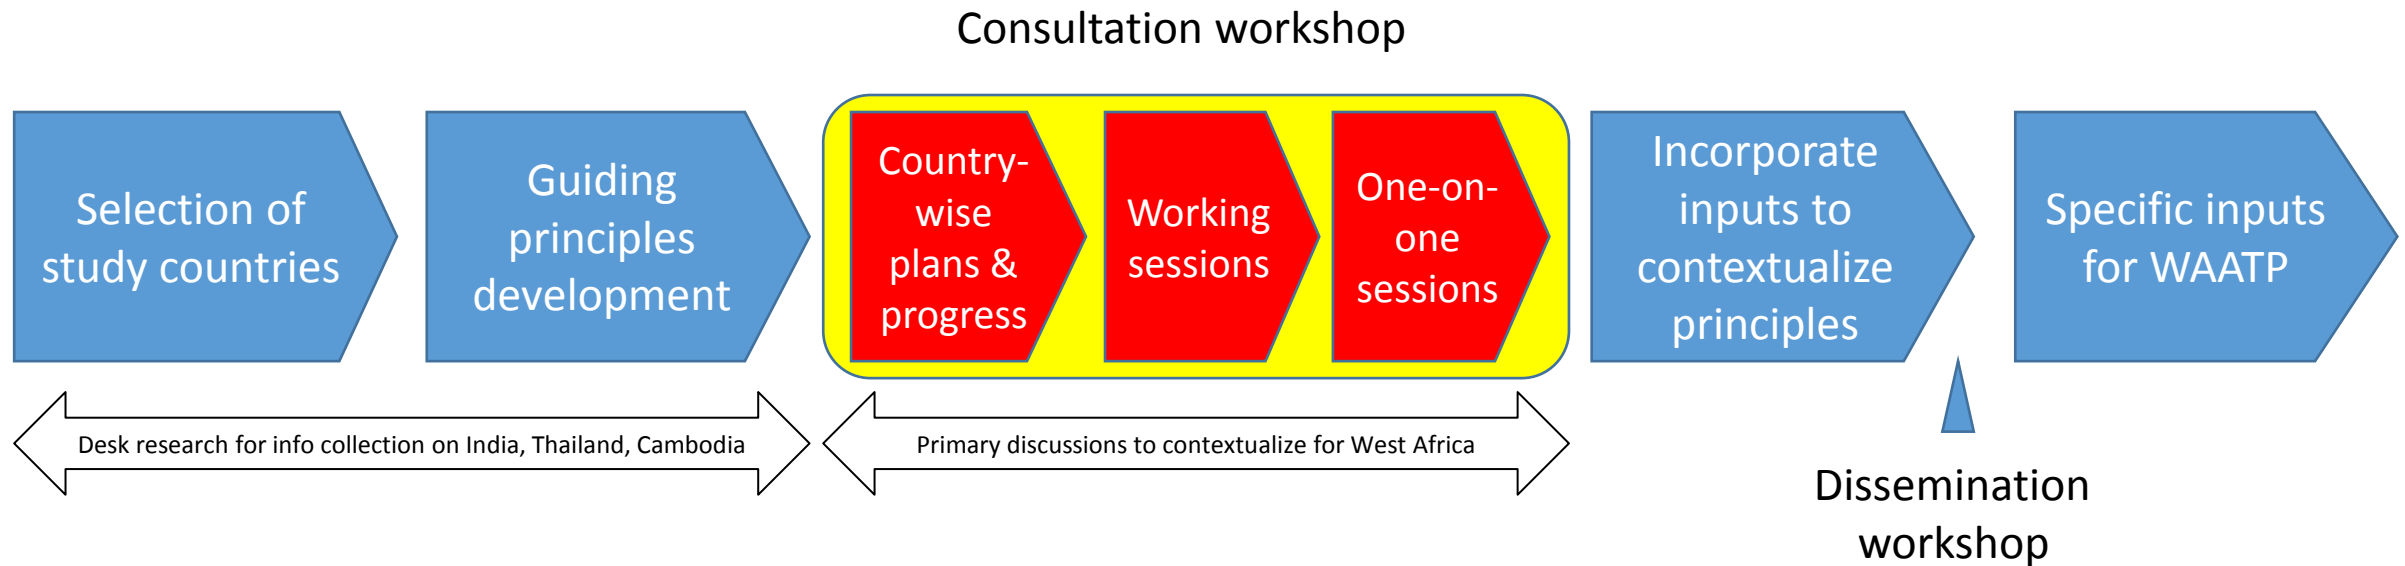 Consultation workshop
Selection of
study countries
Guiding
principles
development
Country-
wise
plans &
progress
Working
sessions
One-on-
one
sessions
Incorporate
inputs to
contextualize
principles
Specific inputs
for WAATP
Desk research for info collection on India, Thailand, Cambodia
Primary discussions to contextualize for West Africa
Dissemination
workshop